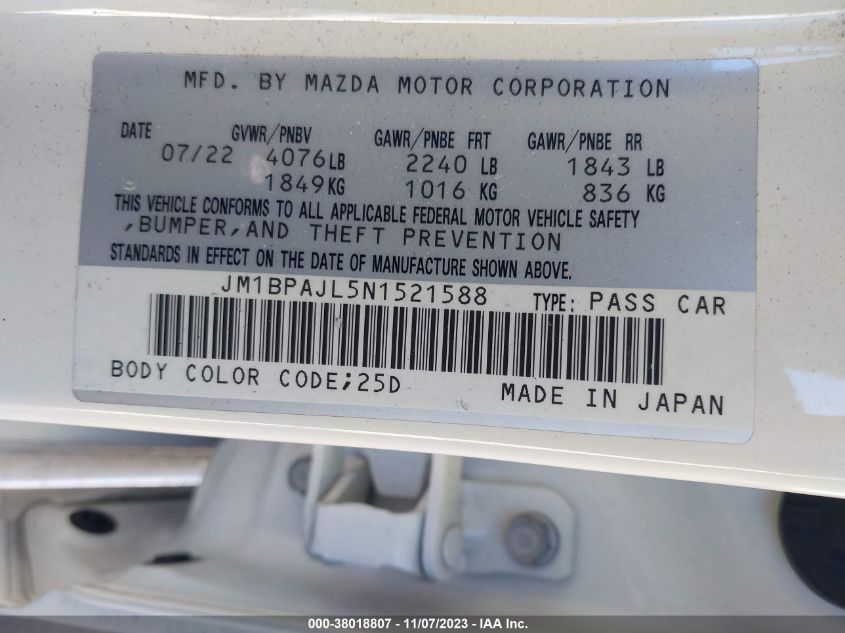 MFD. BY MAZDA MOTOR CORPORATION
DATE GVWR/PNBV GAWR/PNBE FRT GAWR/PNBE RR
07/22 4076LB 2240 LB 1843 LB
1849KG 1016 KG 836 KG
THIS VEHICLE CONFORMS TO ALL APPLICABLE FEDERAL MOTOR VEHICLE SAFETY
,BUMPER,AND THEFT PREVENTION
STANDARDS IN EFFECT ON THE DATE OF MANUFACTURE SHOWN ABOVE.
JM1BPAJL5N1521588 TYPE: PASS CAR
BODY COLOR CODE;25D MADE IN JAPAN
000-38018807 - 11/07/2023 - IAA Inc.